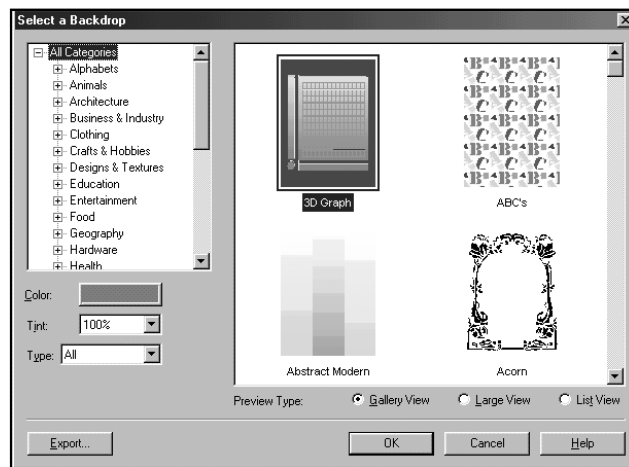 Select a Backdrop
All Categories
Alphabets
Animals
Architecture
Business & Industry
Clothing
Crafts & Hobbies
Designs & Textures
Education
Entertainment
Food
Geography
Hardware
Health
Color:
Tint: 100%
Type: All
3D Graph
ABC's
Abstract Modern
Acorn
Preview Type: Gallery View Large View List View
Export... OK Cancel Help